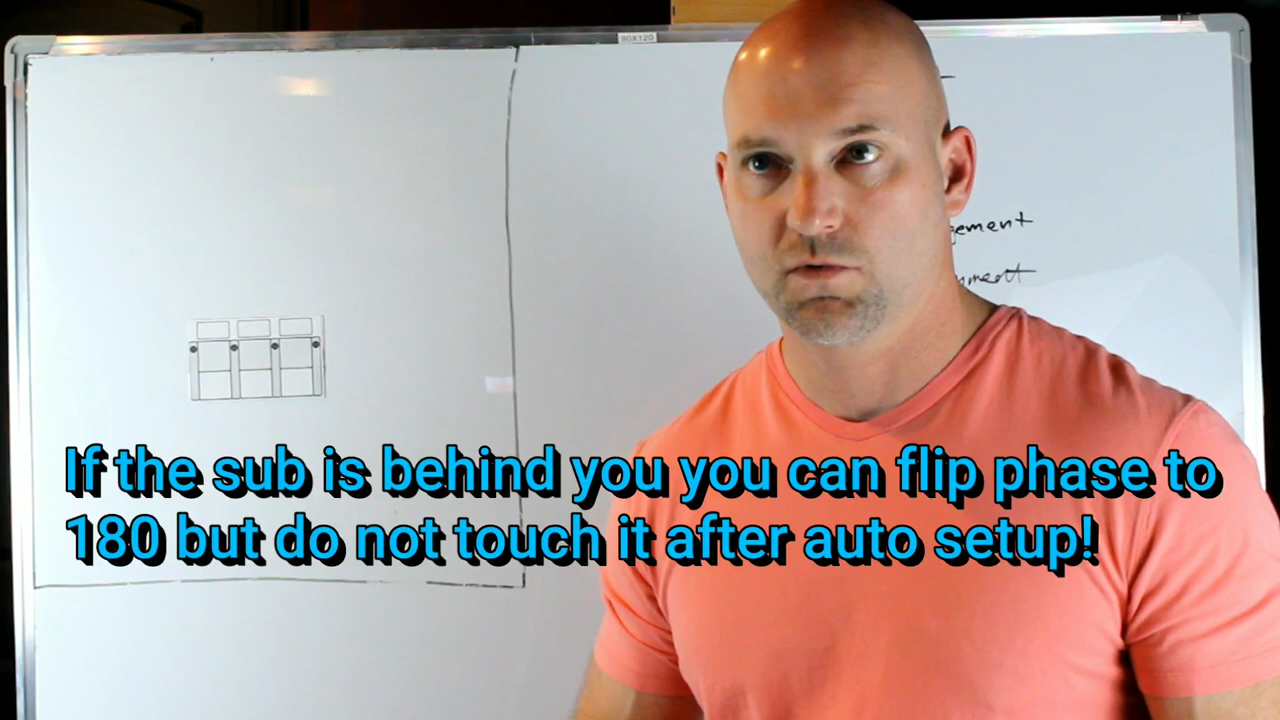 80X120
If the sub is behind you you can flip phase to
180 but do not touch it after auto setup!